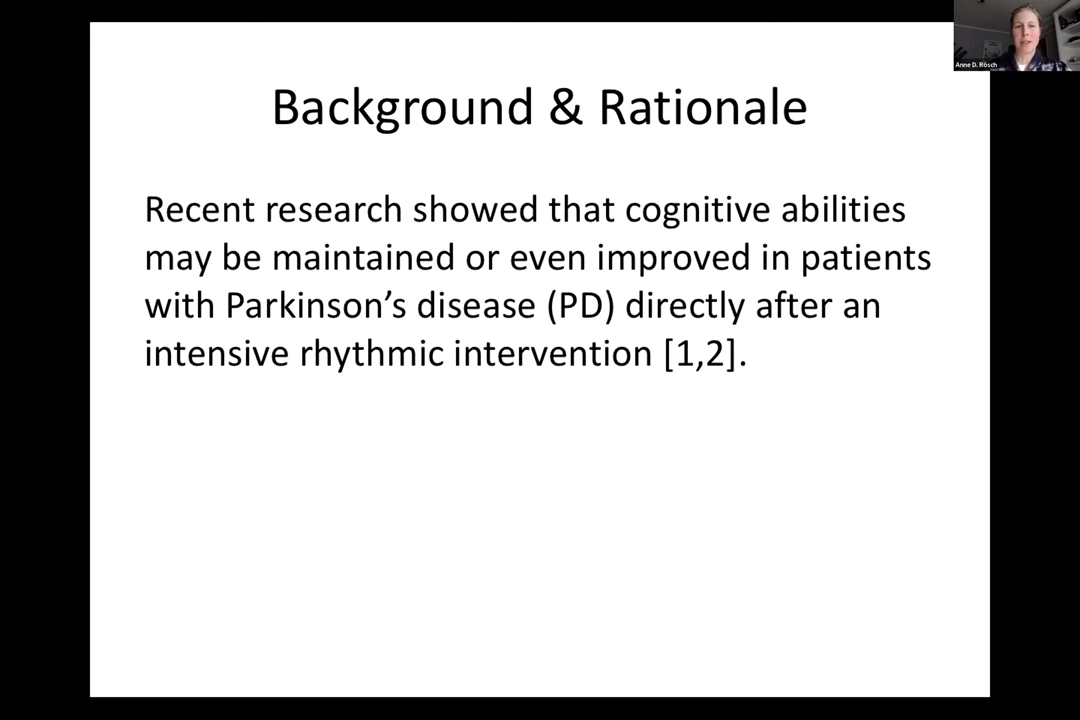 Background & Rationale
Recent research showed that cognitive abilities
may be maintained or even improved in patients
with Parkinson’s disease (PD) directly after an
intensive rhythmic intervention [1,2].
Anne D. Rösch